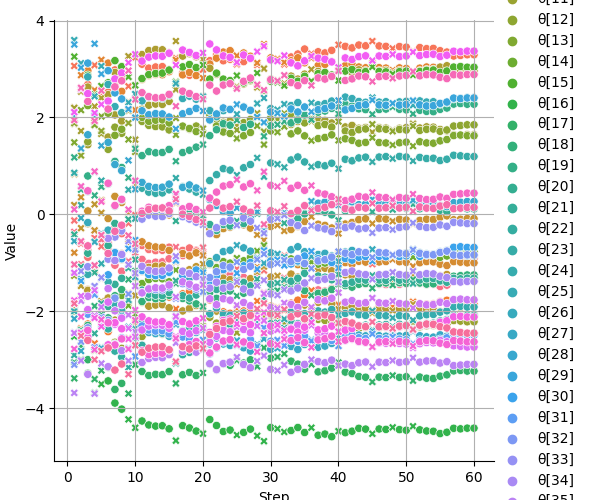 4
2
0
−2
−4
Value
0
10
20
30
40
50
60
Step
θ[11]
θ[12]
θ[13]
θ[14]
θ[15]
θ[16]
θ[17]
θ[18]
θ[19]
θ[20]
θ[21]
θ[22]
θ[23]
θ[24]
θ[25]
θ[26]
θ[27]
θ[28]
θ[29]
θ[30]
θ[31]
θ[32]
θ[33]
θ[34]
θ[35]